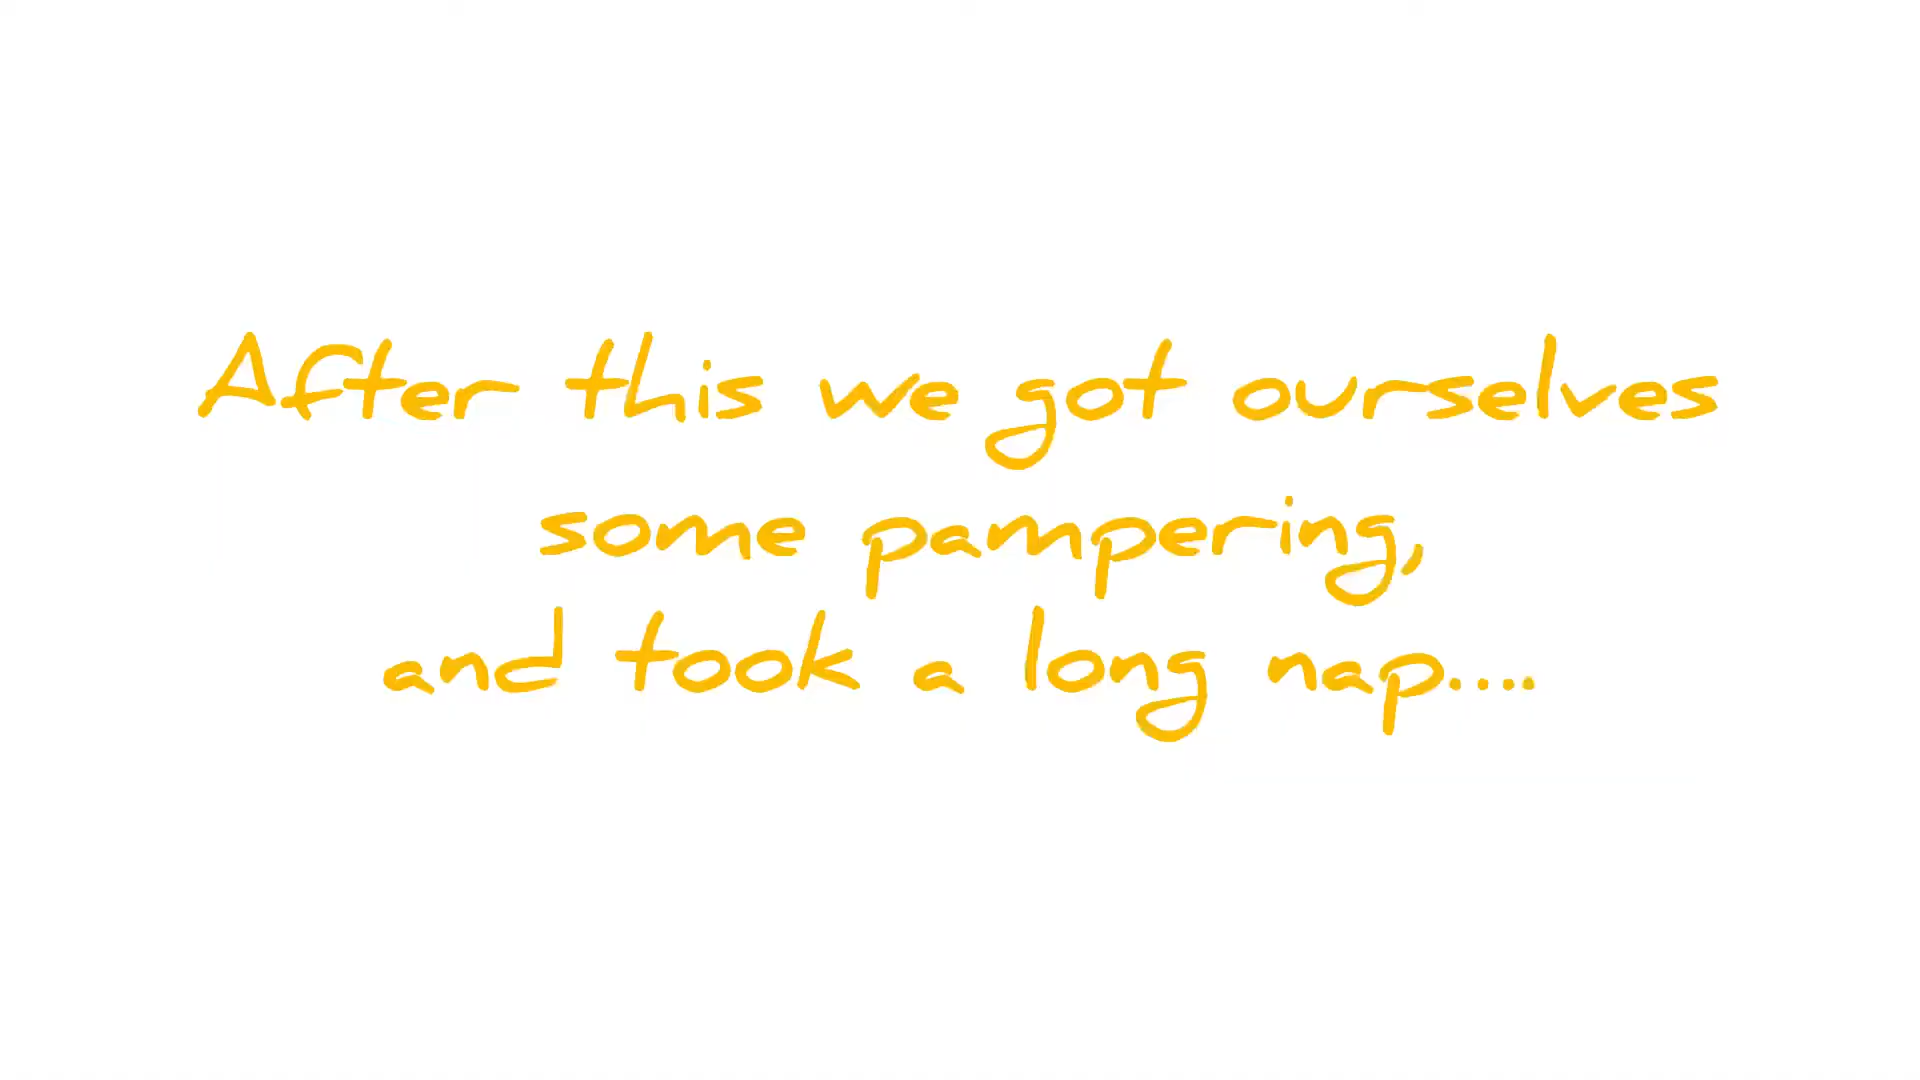 After this we got ourselves
some pampering,
and took a long nap....